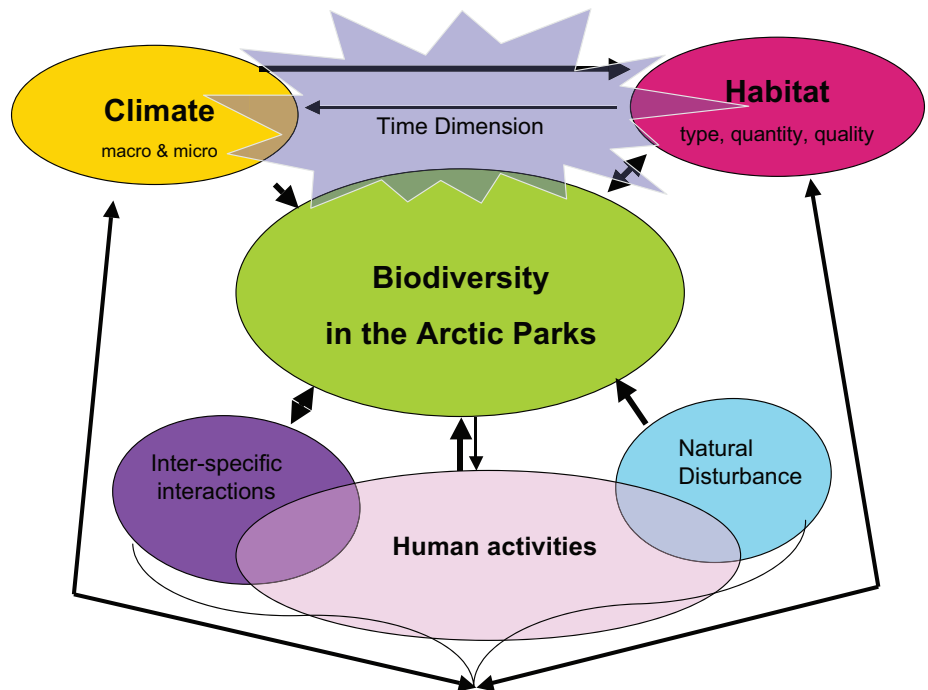 Climate
macro & micro
Time Dimension
Habitat
type, quantity, quality
Biodiversity
in the Arctic Parks
Inter-specific
interactions
Natural
Disturbance
Human activities